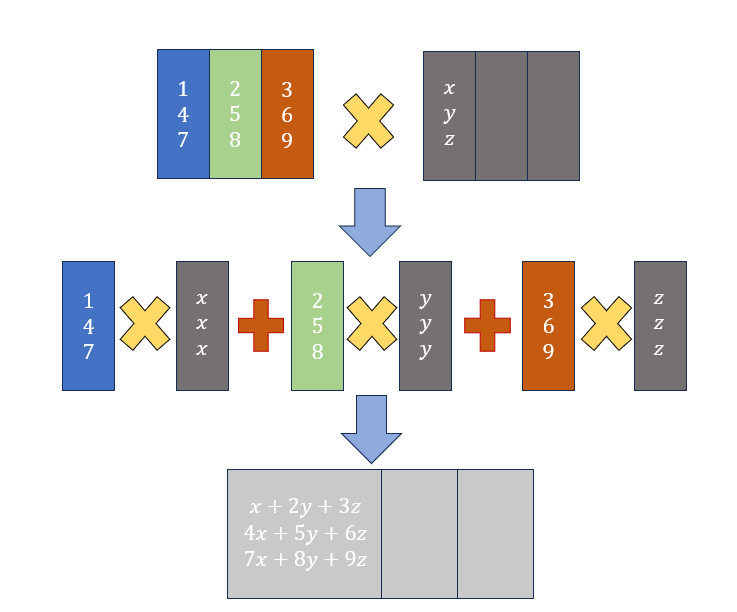 1 2 3 x
4 5 6 y
7 8 9 z
1 x 2 y 3 z
4 x 5 y 6 z
7 x 8 y 9 z
x + 2y + 3z
4x + 5y + 6z
7x + 8y + 9z